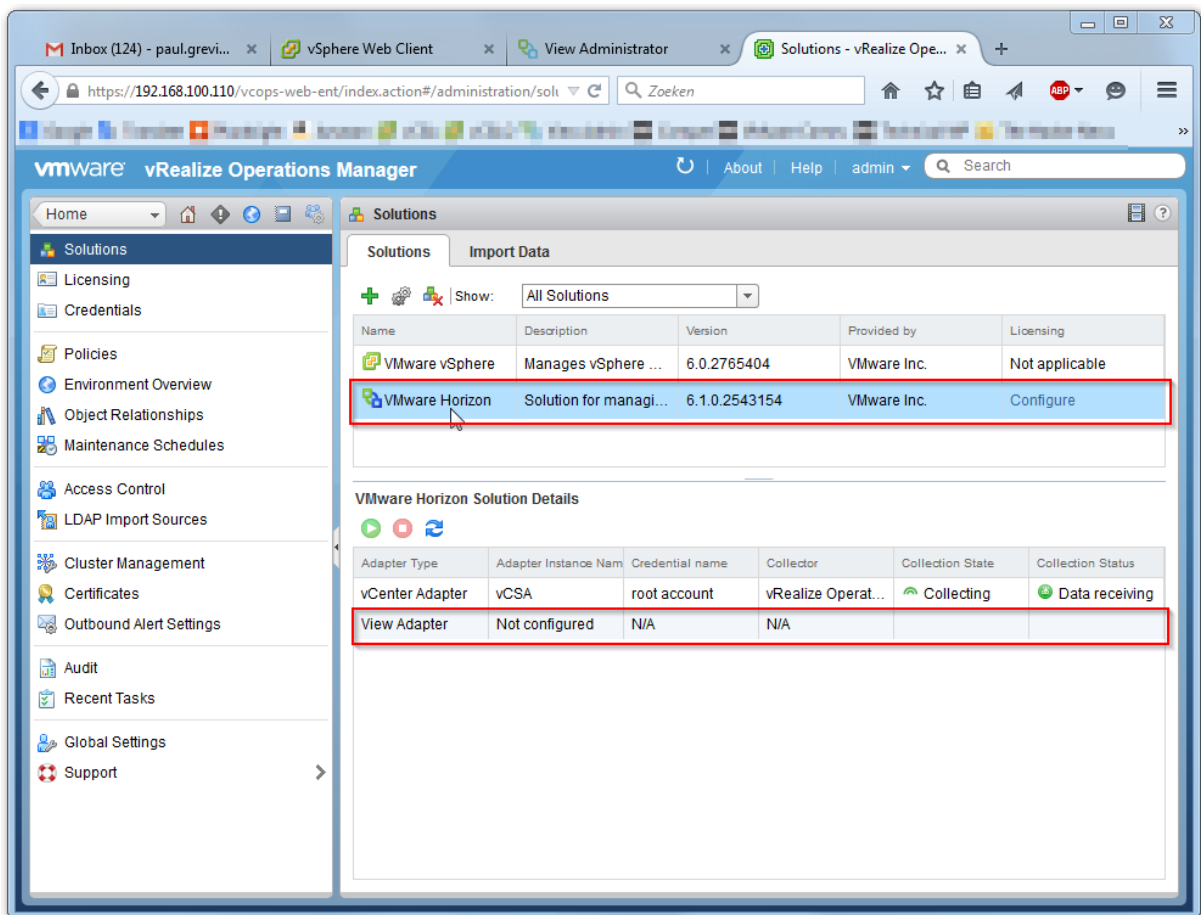 Inbox (124) - paul.grevi... vSphere Web Client View Administrator Solutions - vRealize Ope...
https://192.168.100.110/vcops-web-ent/index.action#/administration/solu Zoeken ABP
vmware vRealize Operations Manager About Help admin Search
Home Solutions
Solutions
Licensing
Credentials
Policies
Environment Overview
Object Relationships
Maintenance Schedules
Access Control
LDAP Import Sources
Cluster Management
Certificates
Outbound Alert Settings
Audit
Recent Tasks
Global Settings
Support
Solutions Import Data
Show: All Solutions
Name Description Version Provided by Licensing
VMware vSphere Manages vSphere ... 6.0.2765404 VMware Inc. Not applicable
VMware Horizon Solution for managi... 6.1.0.2543154 VMware Inc. Configure
VMware Horizon Solution Details
Adapter Type Adapter Instance Nam Credential name Collector Collection State Collection Status
vCenter Adapter vCSA root account vRealize Operat... Collecting Data receiving
View Adapter Not configured N/A N/A